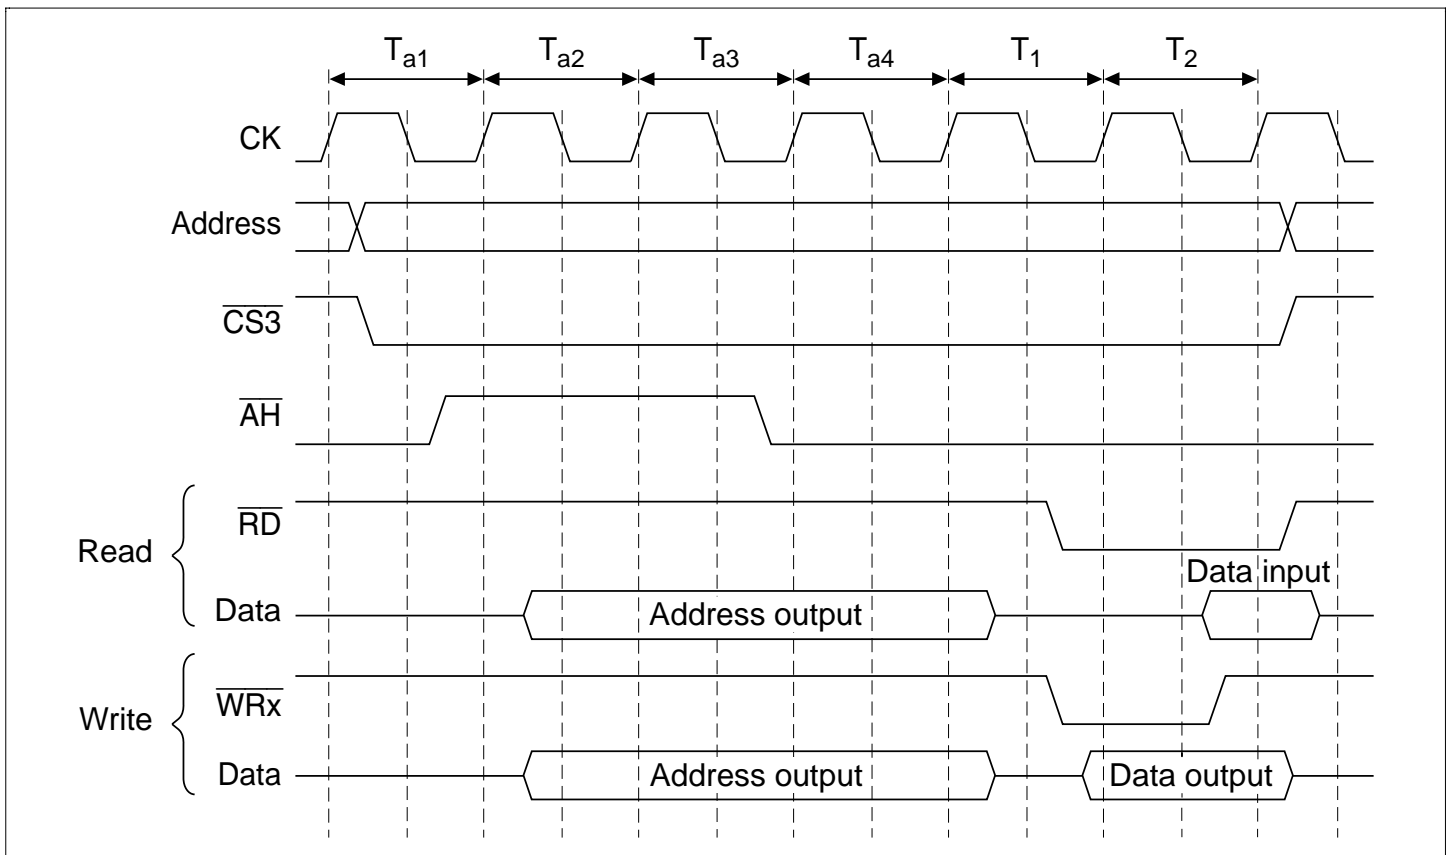 Ta1 Ta2 Ta3 Ta4 T1 T2
CK
Address
CS3
AH
RD
Read
Data input
Data Address output
WRx
Write
Data Address output Data output